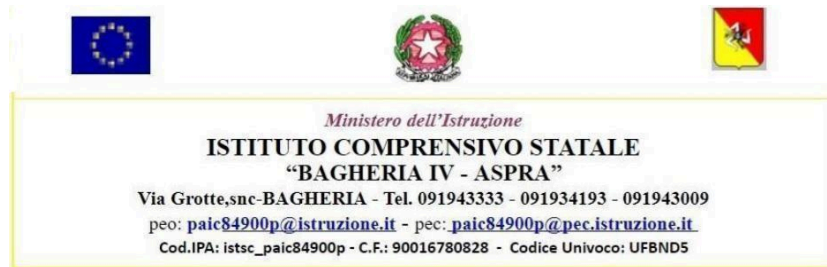 Ministero dell'Istruzione
ISTITUTO COMPRENSIVO STATALE
“BAGHERIA IV - ASPRA”
Via Grotte,snc-BAGHERIA - Tel. 091943333 - 091934193 - 091943009
peo: paic84900p@istruzione.it - pec: paic84900p@pec.istruzione.it
Cod.IPA: istsc_paic84900p - C.F.: 90016780828 - Codice Univoco: UFBND5